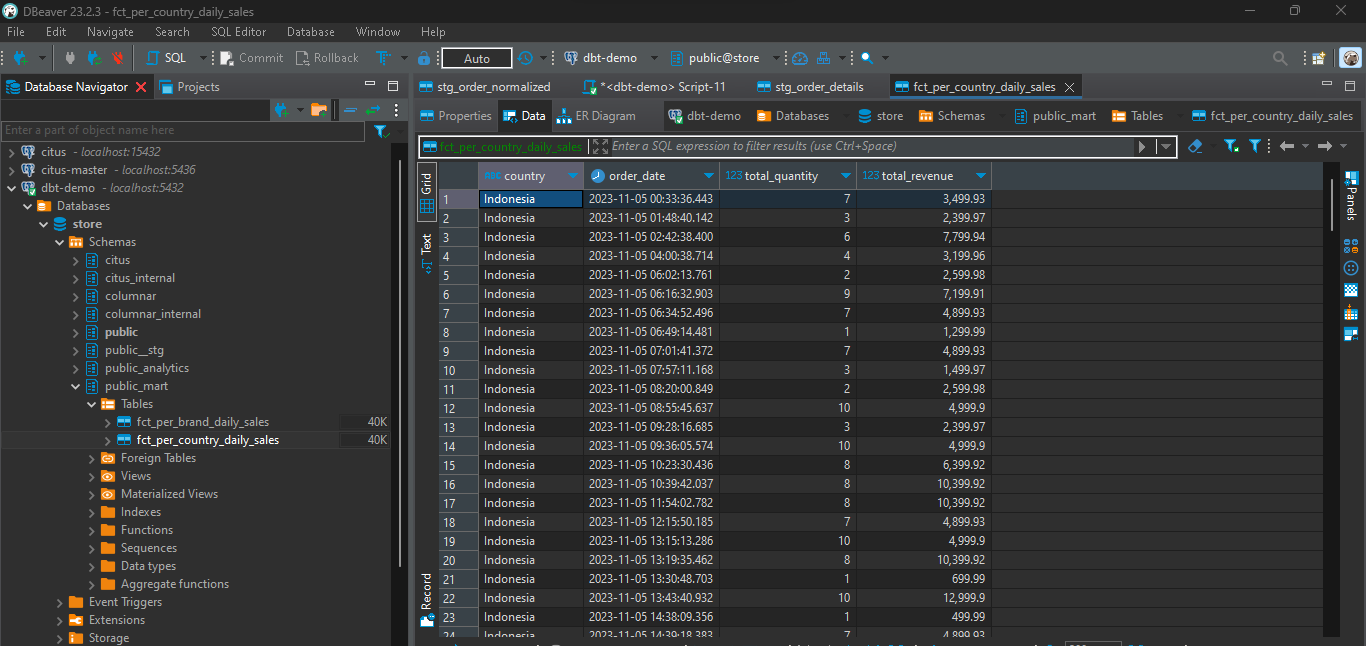 DBeaver 23.2.3 - fct_per_country_daily_sales
File Edit Navigate Search SQL Editor Database Window Help
SQL Commit Rollback Auto dbt-demo public@store
Database Navigator Projects
stg_order_normalized *<dbt-demo> Script-11 stg_order_details fct_per_country_daily_sales
Properties Data ER Diagram dbt-demo Databases store Schemas public_mart Tables fct_per_country_daily_sales
Enter a part of object name here
fct_per_country_daily_sales Enter a SQL expression to filter results (use Ctrl+Space)
citus - localhost:15432
citus-master - localhost:5436
dbt-demo - localhost:5432
Databases
store
Schemas
citus
citus_internal
columnar
columnar_internal
public
public__stg
public_analytics
public_mart
Tables
fct_per_brand_daily_sales 40K
fct_per_country_daily_sales 40K
Foreign Tables
Views
Materialized Views
Indexes
Functions
Sequences
Data types
Aggregate functions
Event Triggers
Extensions
Storage
Grid
Text
Record
ABC country order_date 123 total_quantity 123 total_revenue
1 Indonesia 2023-11-05 00:33:36.443 7 3,499.93
2 Indonesia 2023-11-05 01:48:40.142 3 2,399.97
3 Indonesia 2023-11-05 02:42:38.400 6 7,799.94
4 Indonesia 2023-11-05 04:00:38.714 4 3,199.96
5 Indonesia 2023-11-05 06:02:13.761 2 2,599.98
6 Indonesia 2023-11-05 06:16:32.903 9 7,199.91
7 Indonesia 2023-11-05 06:34:52.496 7 4,899.93
8 Indonesia 2023-11-05 06:49:14.481 1 1,299.99
9 Indonesia 2023-11-05 07:01:41.372 7 4,899.93
10 Indonesia 2023-11-05 07:57:11.168 3 1,499.97
11 Indonesia 2023-11-05 08:20:00.849 2 2,599.98
12 Indonesia 2023-11-05 08:55:45.637 10 4,999.9
13 Indonesia 2023-11-05 09:28:16.685 3 2,399.97
14 Indonesia 2023-11-05 09:36:05.574 10 4,999.9
15 Indonesia 2023-11-05 10:23:30.436 8 6,399.92
16 Indonesia 2023-11-05 10:39:42.037 8 10,399.92
17 Indonesia 2023-11-05 11:54:02.782 8 10,399.92
18 Indonesia 2023-11-05 12:15:50.185 7 4,899.93
19 Indonesia 2023-11-05 13:15:13.286 10 4,999.9
20 Indonesia 2023-11-05 13:19:35.462 8 10,399.92
21 Indonesia 2023-11-05 13:30:48.703 1 699.99
22 Indonesia 2023-11-05 13:43:40.932 10 12,999.9
23 Indonesia 2023-11-05 14:38:09.356 1 499.99
24 Indonesia 2023-11-05 14:39:18.383 7 4,899.93
Panels